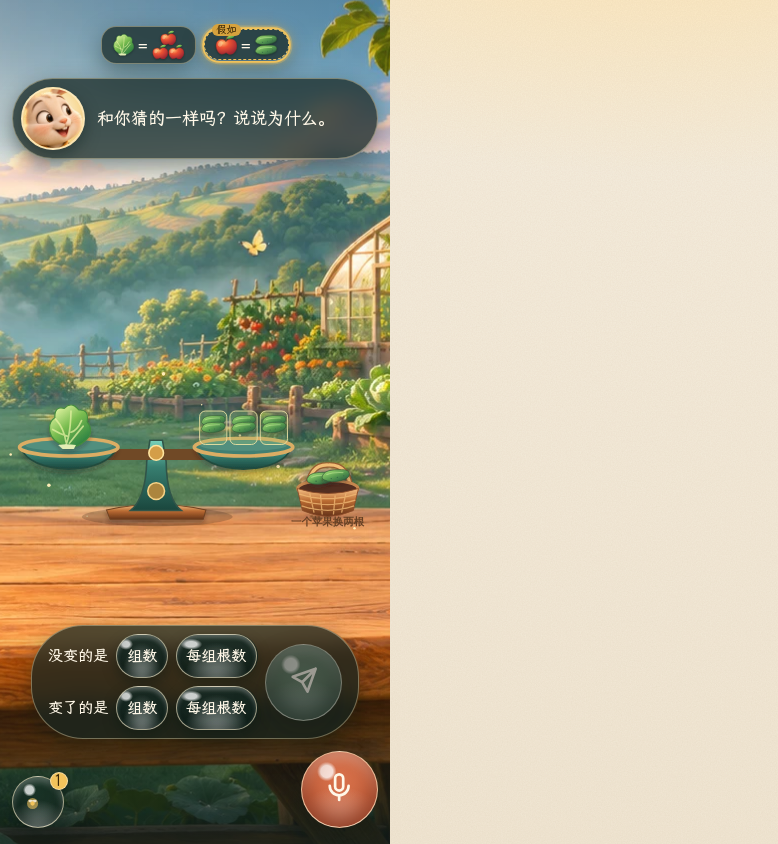 假如
=
=
和你猜的一样吗？说说为什么。
一个苹果换两根
没变的是 组数 每组根数
变了的是 组数 每组根数
1